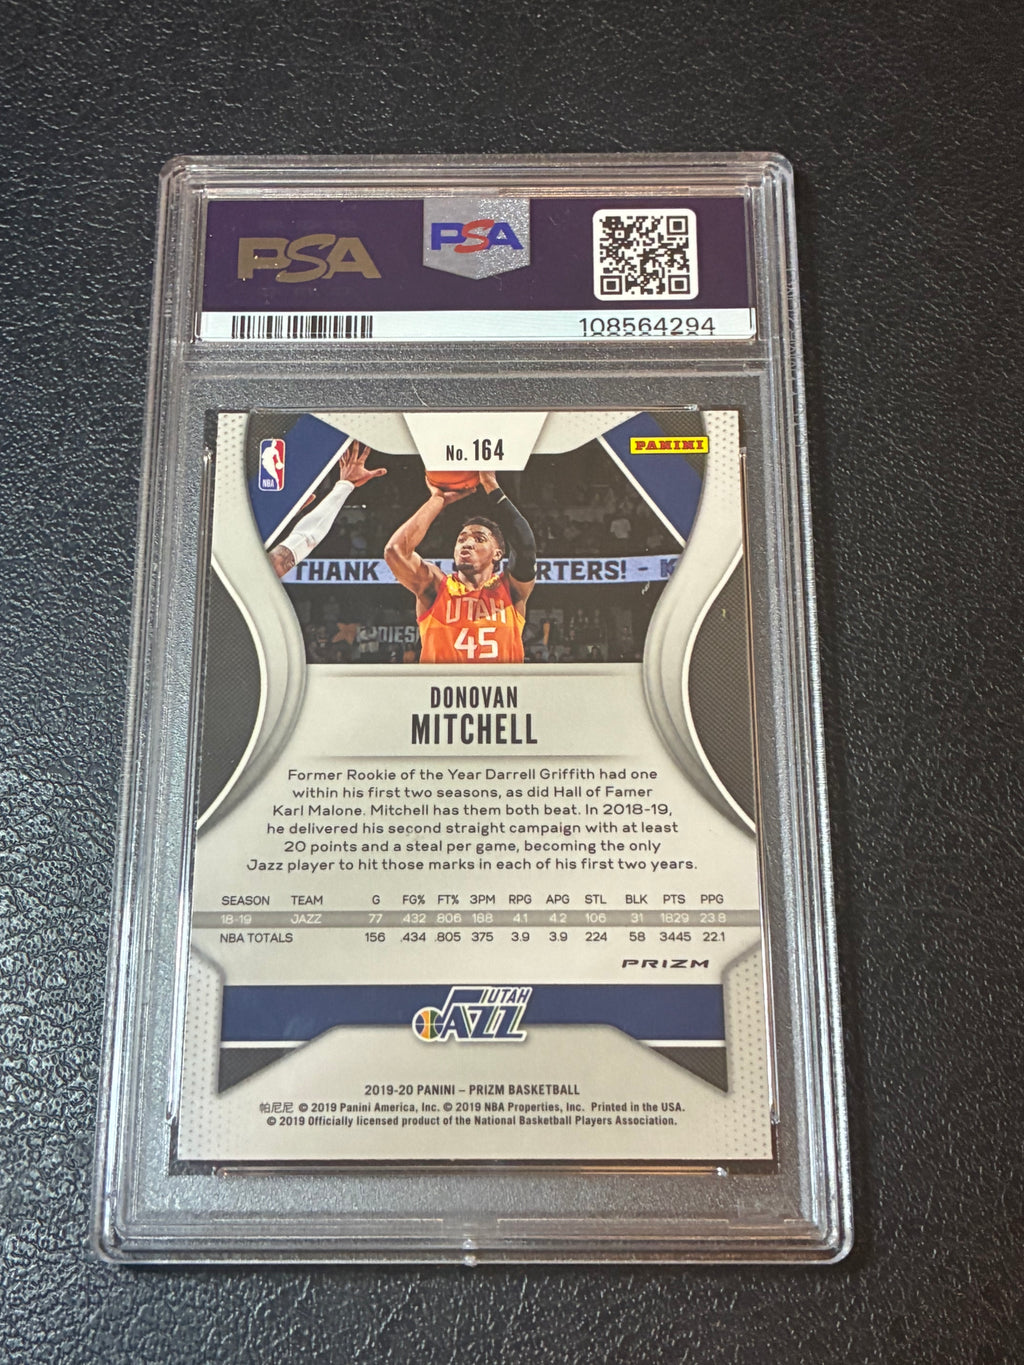 PSA
PSA
108564294
No. 164
NBA
PANINI
THANK
RTERS! - K
UTAH
45
DONOVAN
MITCHELL
Former Rookie of the Year Darrell Griffith had one
within his first two seasons, as did Hall of Famer
Karl Malone. Mitchell has them both beat. In 2018-19,
he delivered his second straight campaign with at least
20 points and a steal per game, becoming the only
Jazz player to hit those marks in each of his first two years.
SEASON TEAM G FG% FT% 3PM RPG APG STL BLK PTS PPG
18-19 JAZZ 77 .432 .806 188 4.1 4.2 106 31 1829 23.8
NBA TOTALS 156 .434 .805 375 3.9 3.9 224 58 3445 22.1
PRIZM
UTAH
JAZZ
2019-20 PANINI – PRIZM BASKETBALL
帕尼尼 © 2019 Panini America, Inc. © 2019 NBA Properties, Inc. Printed in the USA.
© 2019 Officially licensed product of the National Basketball Players Association.